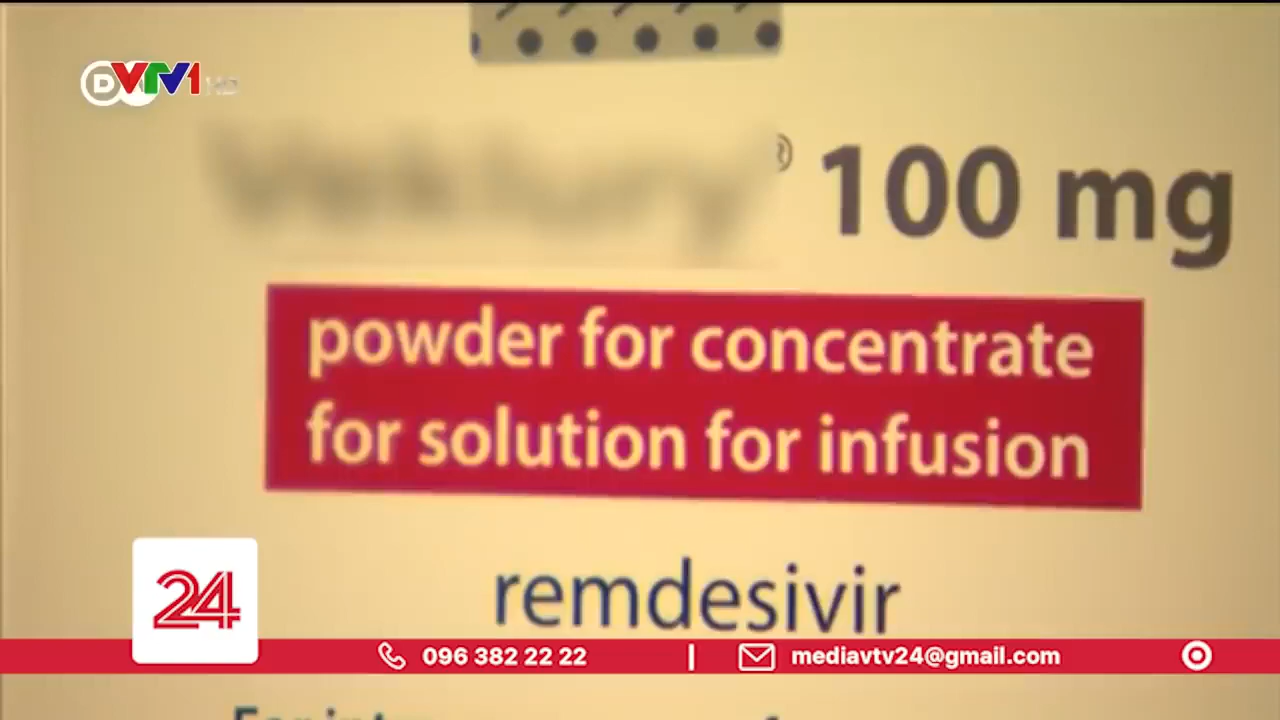 VTV1 HD
® 100 mg
powder for concentrate
for solution for infusion
remdesivir
24
096 382 22 22 | mediavtv24@gmail.com